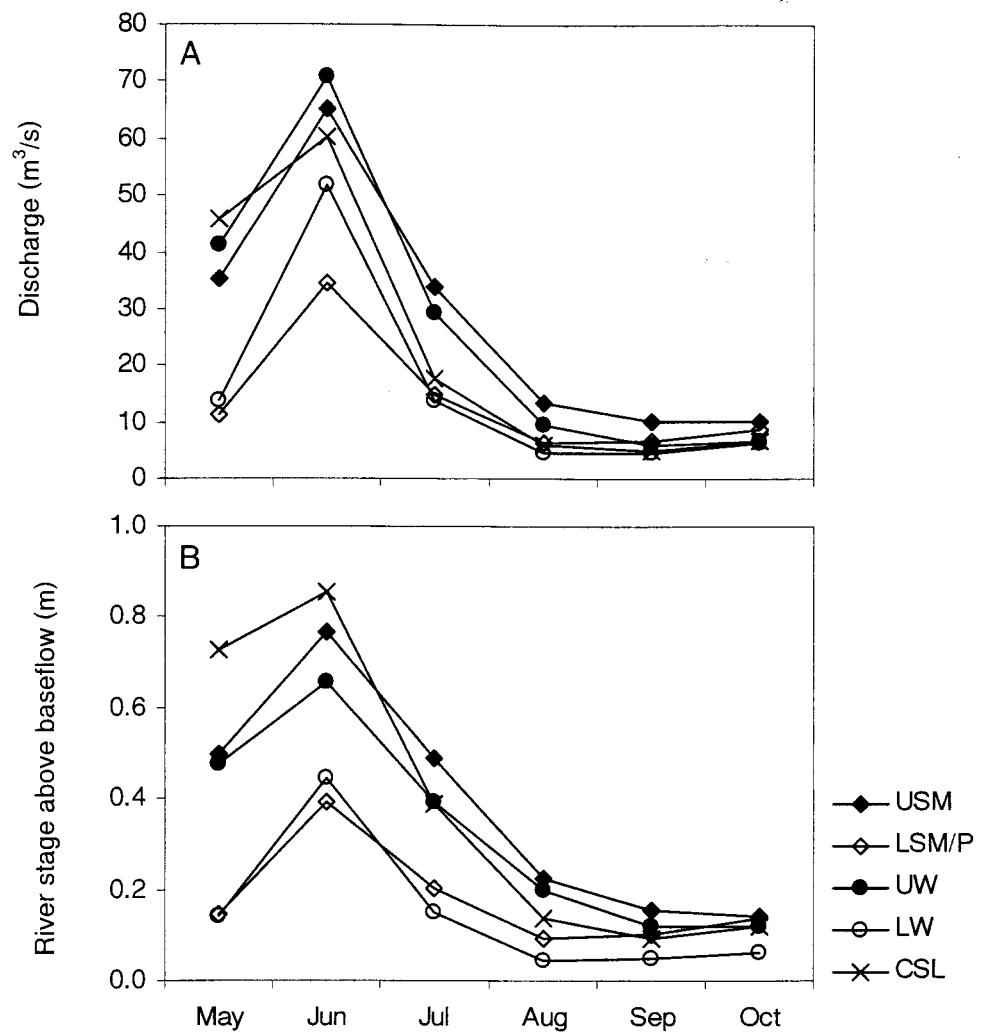 A
Discharge (m³/s)
80
70
60
50
40
30
20
10
0
B
River stage above baseflow (m)
1.0
0.8
0.6
0.4
0.2
0.0
May Jun Jul Aug Sep Oct
USM
LSM/P
UW
LW
CSL